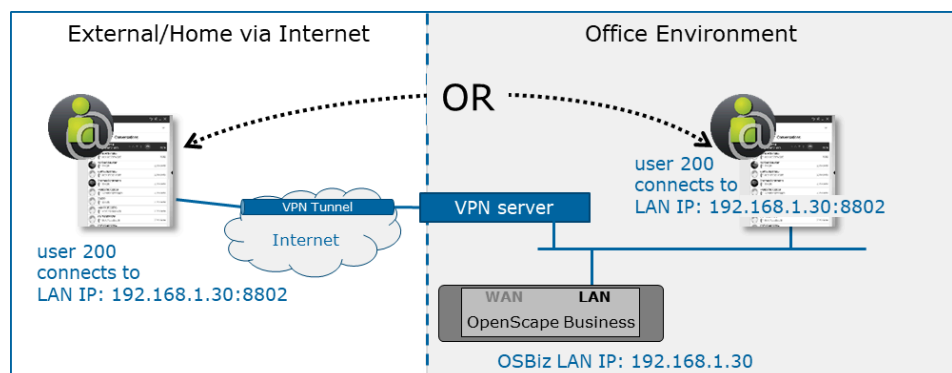 External/Home via Internet
Office Environment
OR
user 200
connects to
LAN IP: 192.168.1.30:8802
VPN Tunnel
Internet
VPN server
user 200
connects to
LAN IP: 192.168.1.30:8802
WAN LAN
OpenScape Business
OSBiz LAN IP: 192.168.1.30